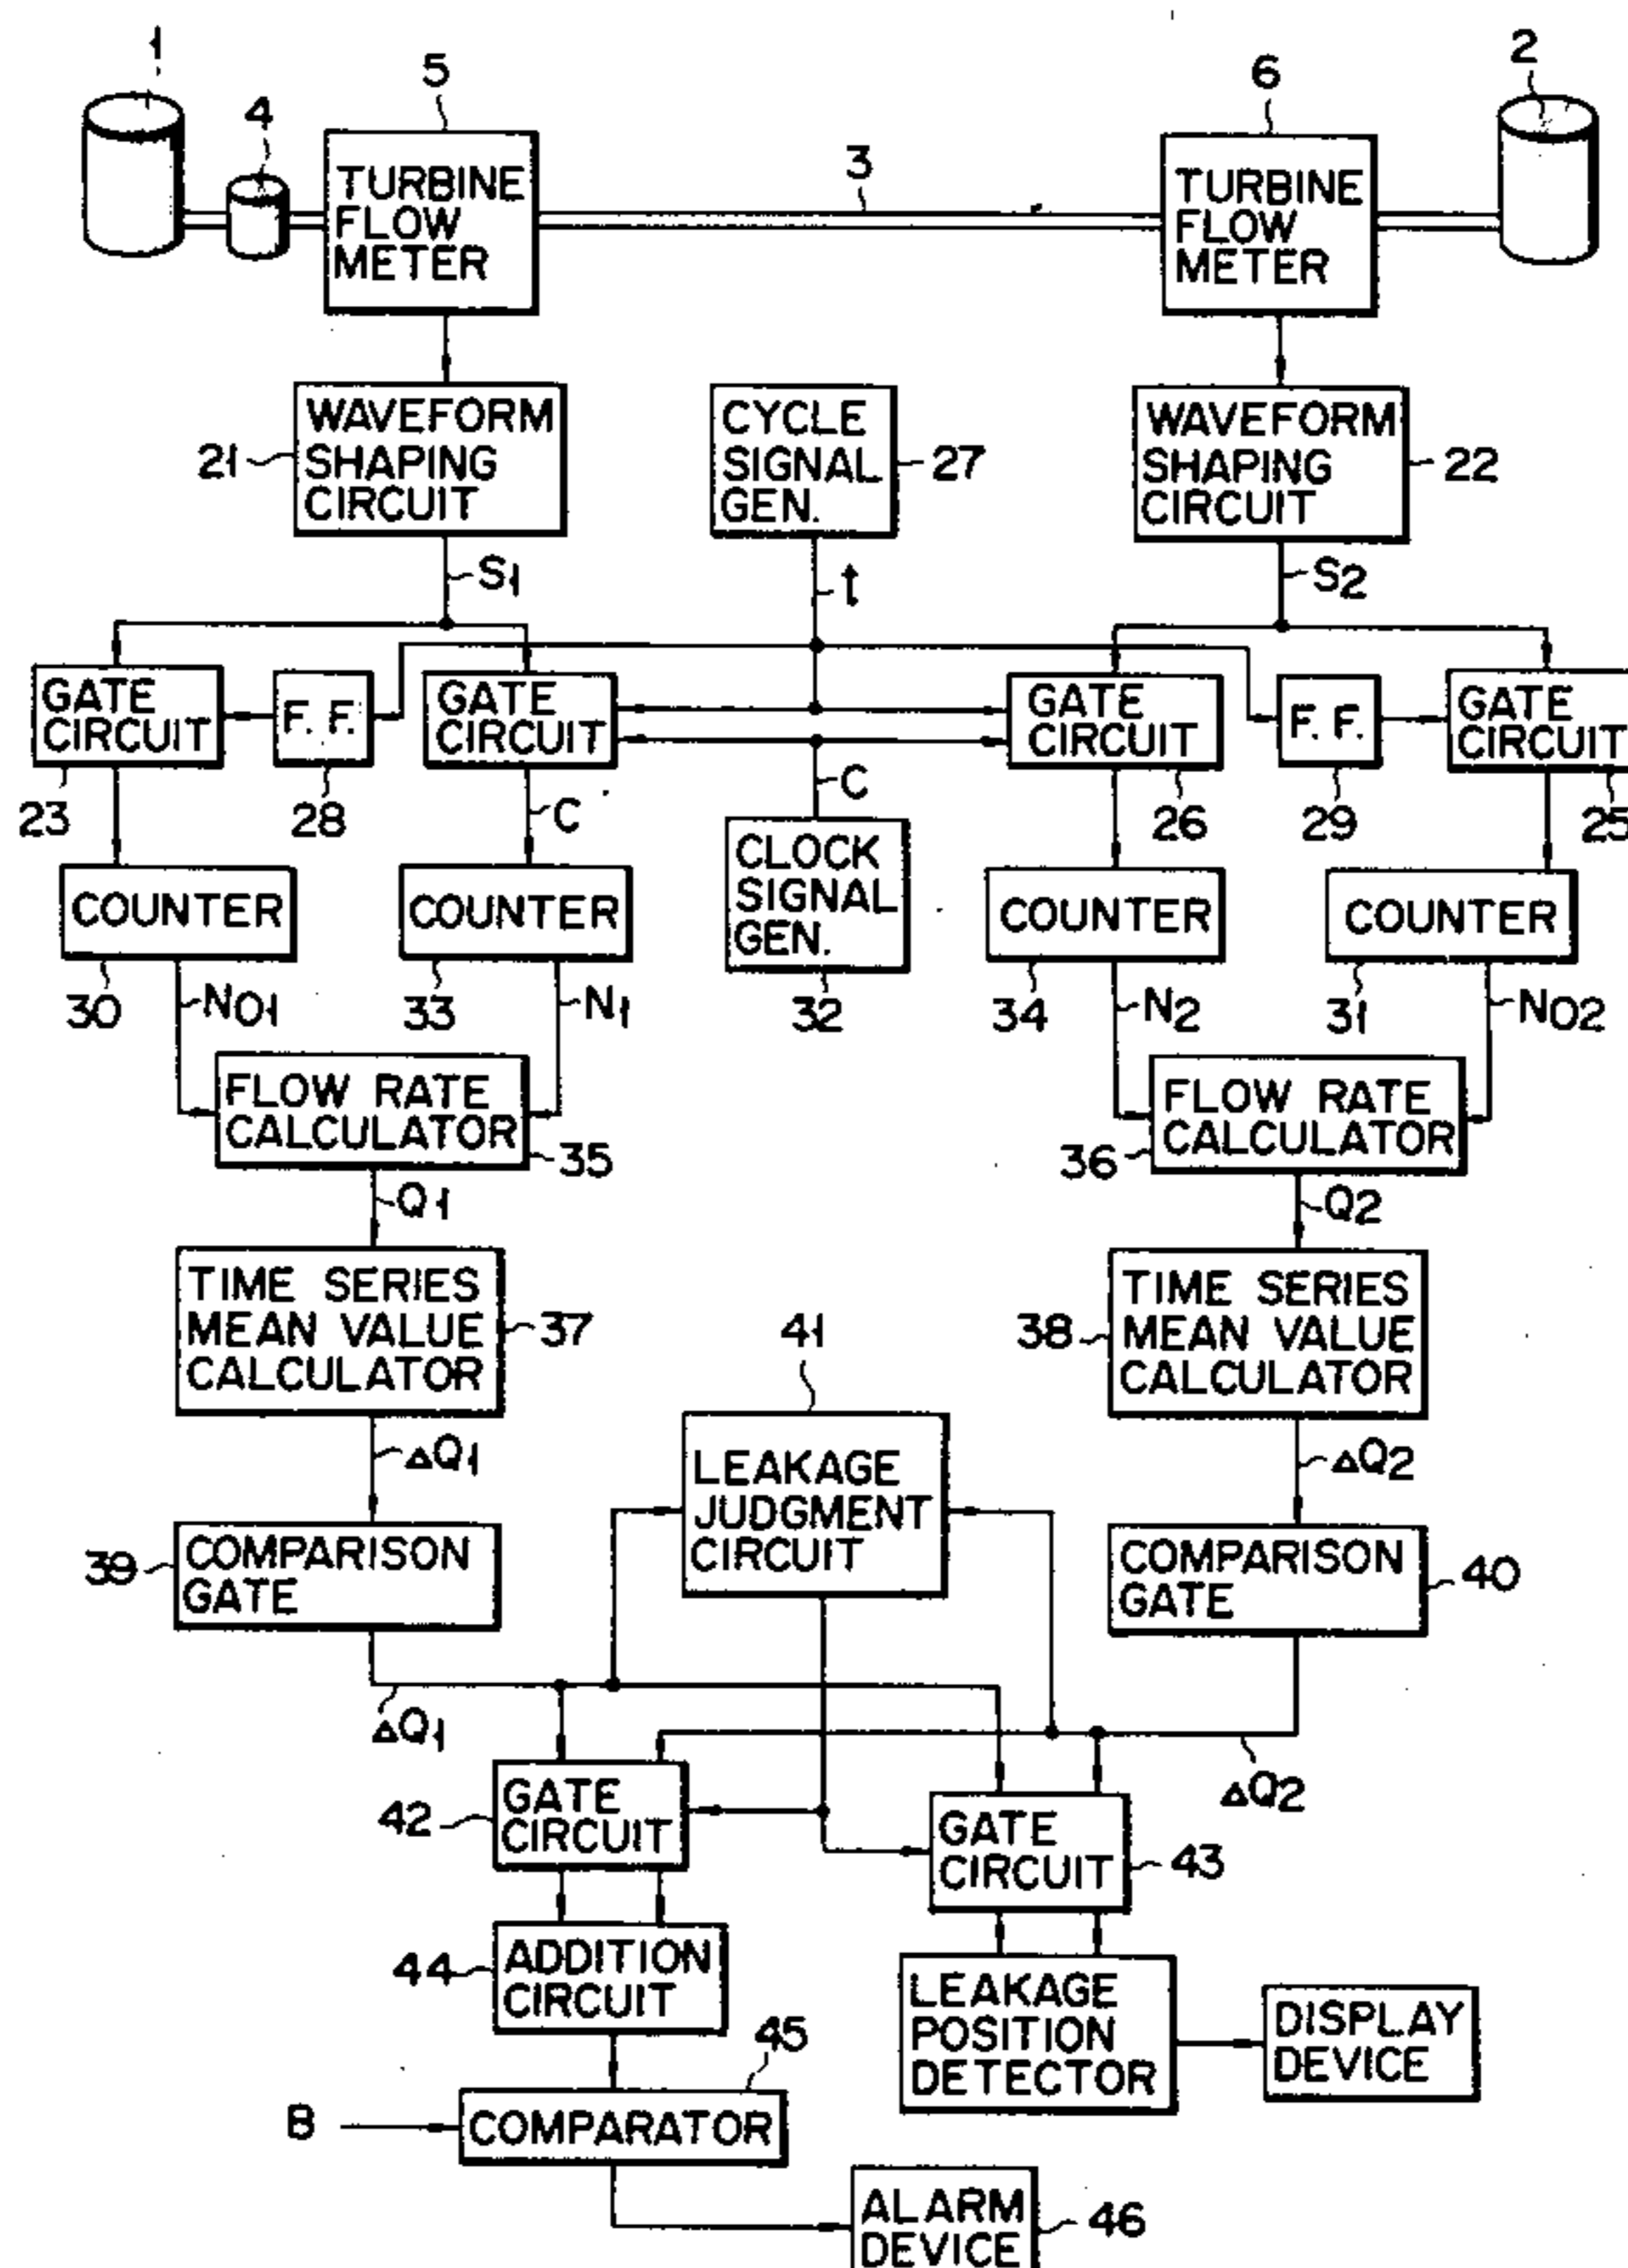 1
5
6
2
4
3
TURBINE
FLOW
METER
TURBINE
FLOW
METER
WAVEFORM
SHAPING
CIRCUIT
21
CYCLE
SIGNAL
GEN.
27
WAVEFORM
SHAPING
CIRCUIT
22
S1
t
S2
GATE
CIRCUIT
23
F. F.
28
GATE
CIRCUIT
GATE
CIRCUIT
26
F. F.
29
GATE
CIRCUIT
25
C
C
COUNTER
30
COUNTER
33
CLOCK
SIGNAL
GEN.
32
COUNTER
34
COUNTER
31
N01
N1
N2
N02
FLOW RATE
CALCULATOR
35
FLOW RATE
CALCULATOR
36
Q1
Q2
TIME SERIES
MEAN VALUE
CALCULATOR
37
41
38
TIME SERIES
MEAN VALUE
CALCULATOR
ΔQ1
LEAKAGE
JUDGMENT
CIRCUIT
ΔQ2
39
COMPARISON
GATE
COMPARISON
GATE
40
ΔQ1
ΔQ2
42
GATE
CIRCUIT
GATE
CIRCUIT
43
44
ADDITION
CIRCUIT
LEAKAGE
POSITION
DETECTOR
DISPLAY
DEVICE
45
B
COMPARATOR
ALARM
DEVICE
46